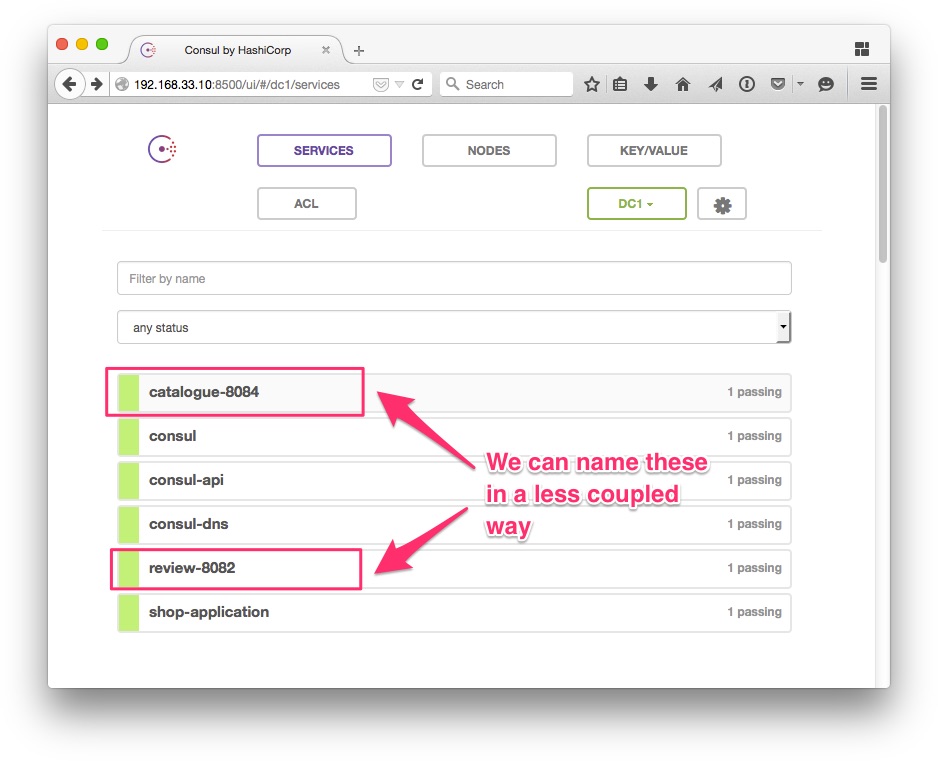 Consul by HashiCorp
192.168.33.10:8500/ui/#/dc1/services
Search
SERVICES
NODES
KEY/VALUE
ACL
DC1
Filter by name
any status
catalogue-8084
1 passing
consul
1 passing
consul-api
1 passing
consul-dns
1 passing
review-8082
1 passing
shop-application
1 passing
We can name these
in a less coupled
way